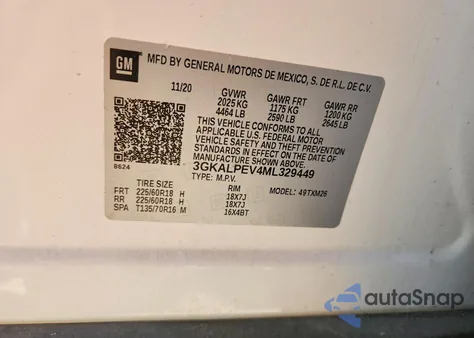 GM
MFD BY GENERAL MOTORS DE MEXICO, S. DE R.L. DE C.V.
11/20 GVWR GAWR FRT GAWR RR
2025 KG 1175 KG 1200 KG
4464 LB 2590 LB 2645 LB
THIS VEHICLE CONFORMS TO ALL
APPLICABLE U.S. FEDERAL MOTOR
VEHICLE SAFETY, BUMPER, AND THEFT
PREVENTION STANDARDS IN EFFECT ON
THE DATE OF MANUFACTURE SHOWN ABOVE.
8624
3GKALPEV4ML329449
TYPE: M.P.V. MODEL: 49TXM26
TIRE SIZE RIM
FRT 225/60R18 H 18X7J
RR 225/60R18 H 18X7J
SPA T135/70R16 M 16X4BT
autoSnap